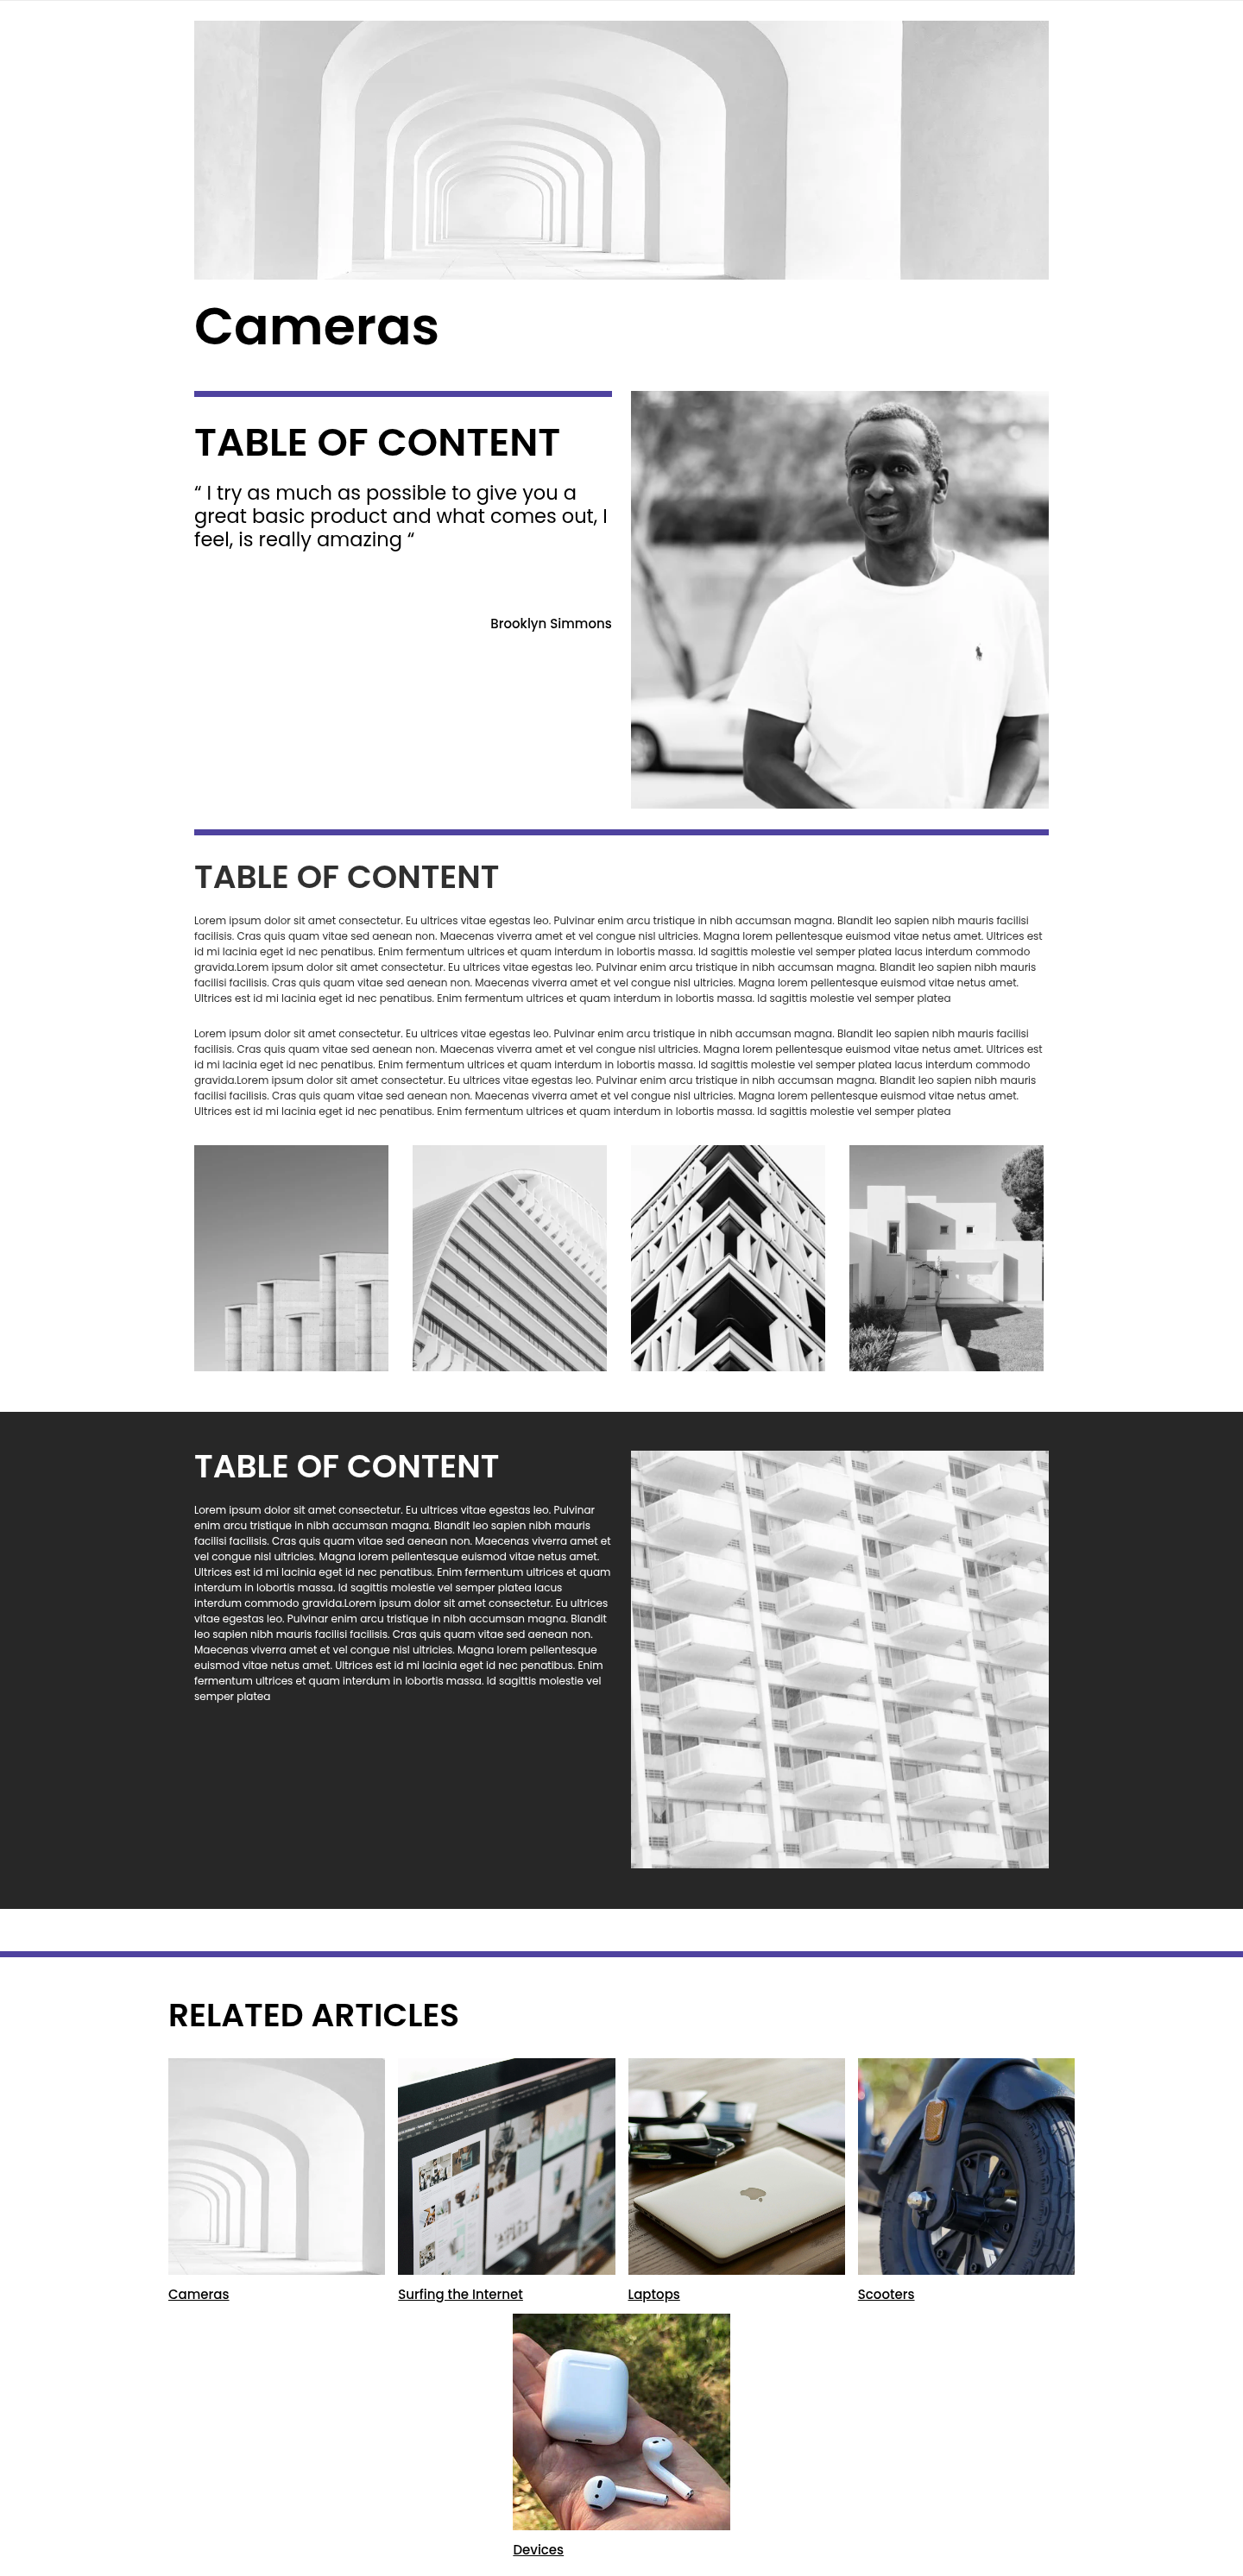 Cameras
TABLE OF CONTENT
“ I try as much as possible to give you a
great basic product and what comes out, I
feel, is really amazing “
Brooklyn Simmons
TABLE OF CONTENT
Lorem ipsum dolor sit amet consectetur. Eu ultrices vitae egestas leo. Pulvinar enim arcu tristique in nibh accumsan magna. Blandit leo sapien nibh mauris facilisi
facilisis. Cras quis quam vitae sed aenean non. Maecenas viverra amet et vel congue nisl ultricies. Magna lorem pellentesque euismod vitae netus amet. Ultrices est
id mi lacinia eget id nec penatibus. Enim fermentum ultrices et quam interdum in lobortis massa. Id sagittis molestie vel semper platea lacus interdum commodo
gravida.Lorem ipsum dolor sit amet consectetur. Eu ultrices vitae egestas leo. Pulvinar enim arcu tristique in nibh accumsan magna. Blandit leo sapien nibh mauris
facilisi facilisis. Cras quis quam vitae sed aenean non. Maecenas viverra amet et vel congue nisl ultricies. Magna lorem pellentesque euismod vitae netus amet.
Ultrices est id mi lacinia eget id nec penatibus. Enim fermentum ultrices et quam interdum in lobortis massa. Id sagittis molestie vel semper platea
Lorem ipsum dolor sit amet consectetur. Eu ultrices vitae egestas leo. Pulvinar enim arcu tristique in nibh accumsan magna. Blandit leo sapien nibh mauris facilisi
facilisis. Cras quis quam vitae sed aenean non. Maecenas viverra amet et vel congue nisl ultricies. Magna lorem pellentesque euismod vitae netus amet. Ultrices est
id mi lacinia eget id nec penatibus. Enim fermentum ultrices et quam interdum in lobortis massa. Id sagittis molestie vel semper platea lacus interdum commodo
gravida.Lorem ipsum dolor sit amet consectetur. Eu ultrices vitae egestas leo. Pulvinar enim arcu tristique in nibh accumsan magna. Blandit leo sapien nibh mauris
facilisi facilisis. Cras quis quam vitae sed aenean non. Maecenas viverra amet et vel congue nisl ultricies. Magna lorem pellentesque euismod vitae netus amet.
Ultrices est id mi lacinia eget id nec penatibus. Enim fermentum ultrices et quam interdum in lobortis massa. Id sagittis molestie vel semper platea
TABLE OF CONTENT
Lorem ipsum dolor sit amet consectetur. Eu ultrices vitae egestas leo. Pulvinar
enim arcu tristique in nibh accumsan magna. Blandit leo sapien nibh mauris
facilisi facilisis. Cras quis quam vitae sed aenean non. Maecenas viverra amet et
vel congue nisl ultricies. Magna lorem pellentesque euismod vitae netus amet.
Ultrices est id mi lacinia eget id nec penatibus. Enim fermentum ultrices et quam
interdum in lobortis massa. Id sagittis molestie vel semper platea lacus
interdum commodo gravida.Lorem ipsum dolor sit amet consectetur. Eu ultrices
vitae egestas leo. Pulvinar enim arcu tristique in nibh accumsan magna. Blandit
leo sapien nibh mauris facilisi facilisis. Cras quis quam vitae sed aenean non.
Maecenas viverra amet et vel congue nisl ultricies. Magna lorem pellentesque
euismod vitae netus amet. Ultrices est id mi lacinia eget id nec penatibus. Enim
fermentum ultrices et quam interdum in lobortis massa. Id sagittis molestie vel
semper platea
RELATED ARTICLES
Cameras
Surfing the Internet
Laptops
Scooters
Devices